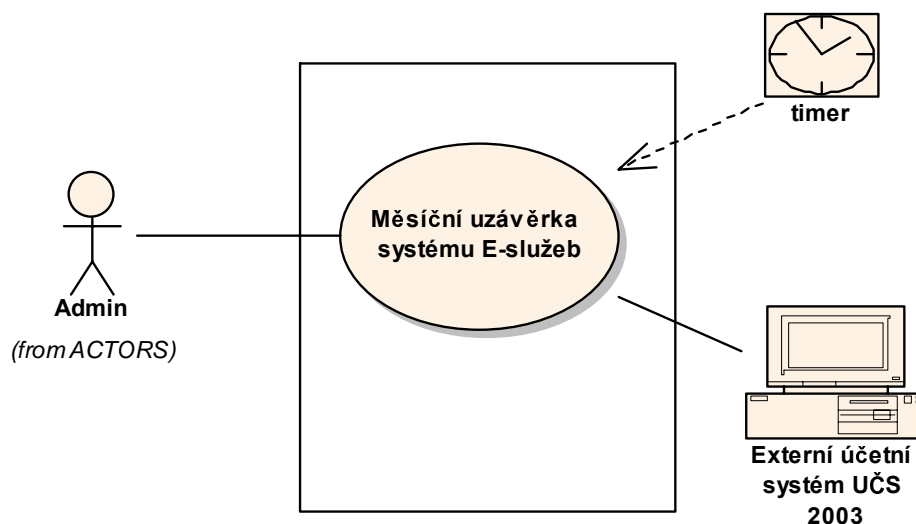 timer
Měsíční uzávěrka
systému E-služeb
Admin
(from ACTORS)
Externí účetní
systém UČS
2003